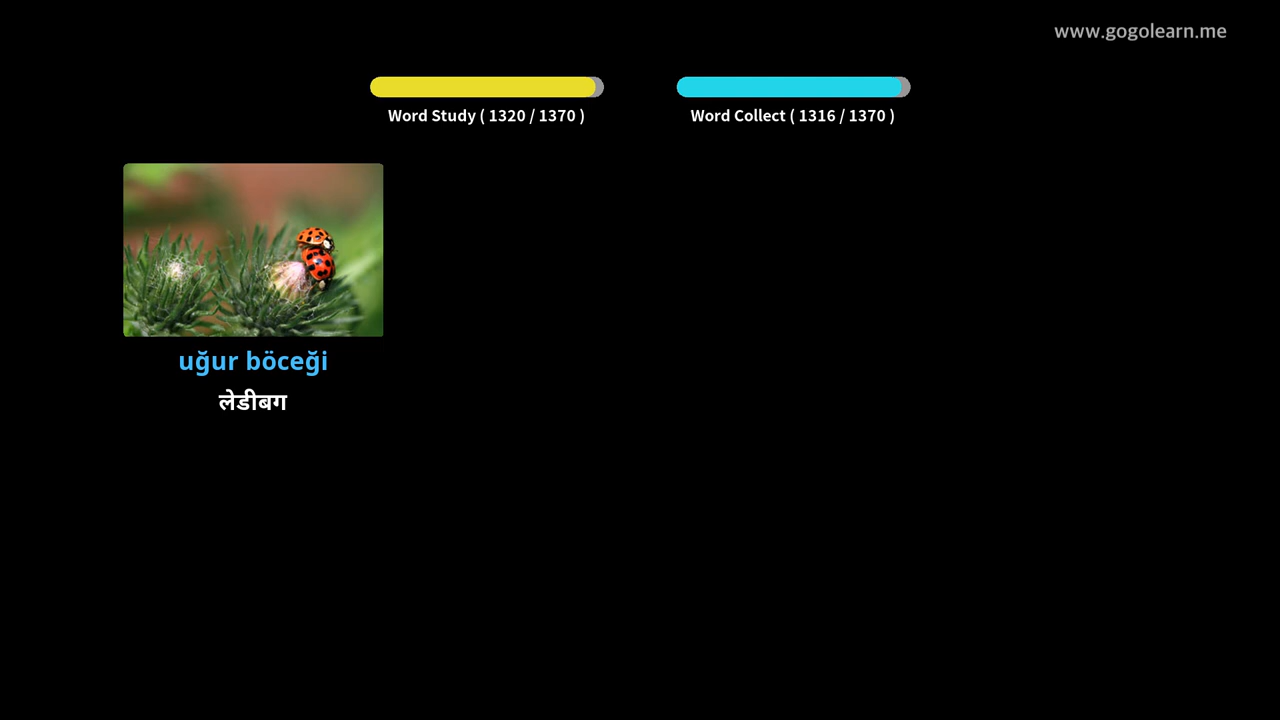 www.gogolearn.me
Word Study ( 1320 / 1370 )
Word Collect ( 1316 / 1370 )
uğur böceği
लेडीबग